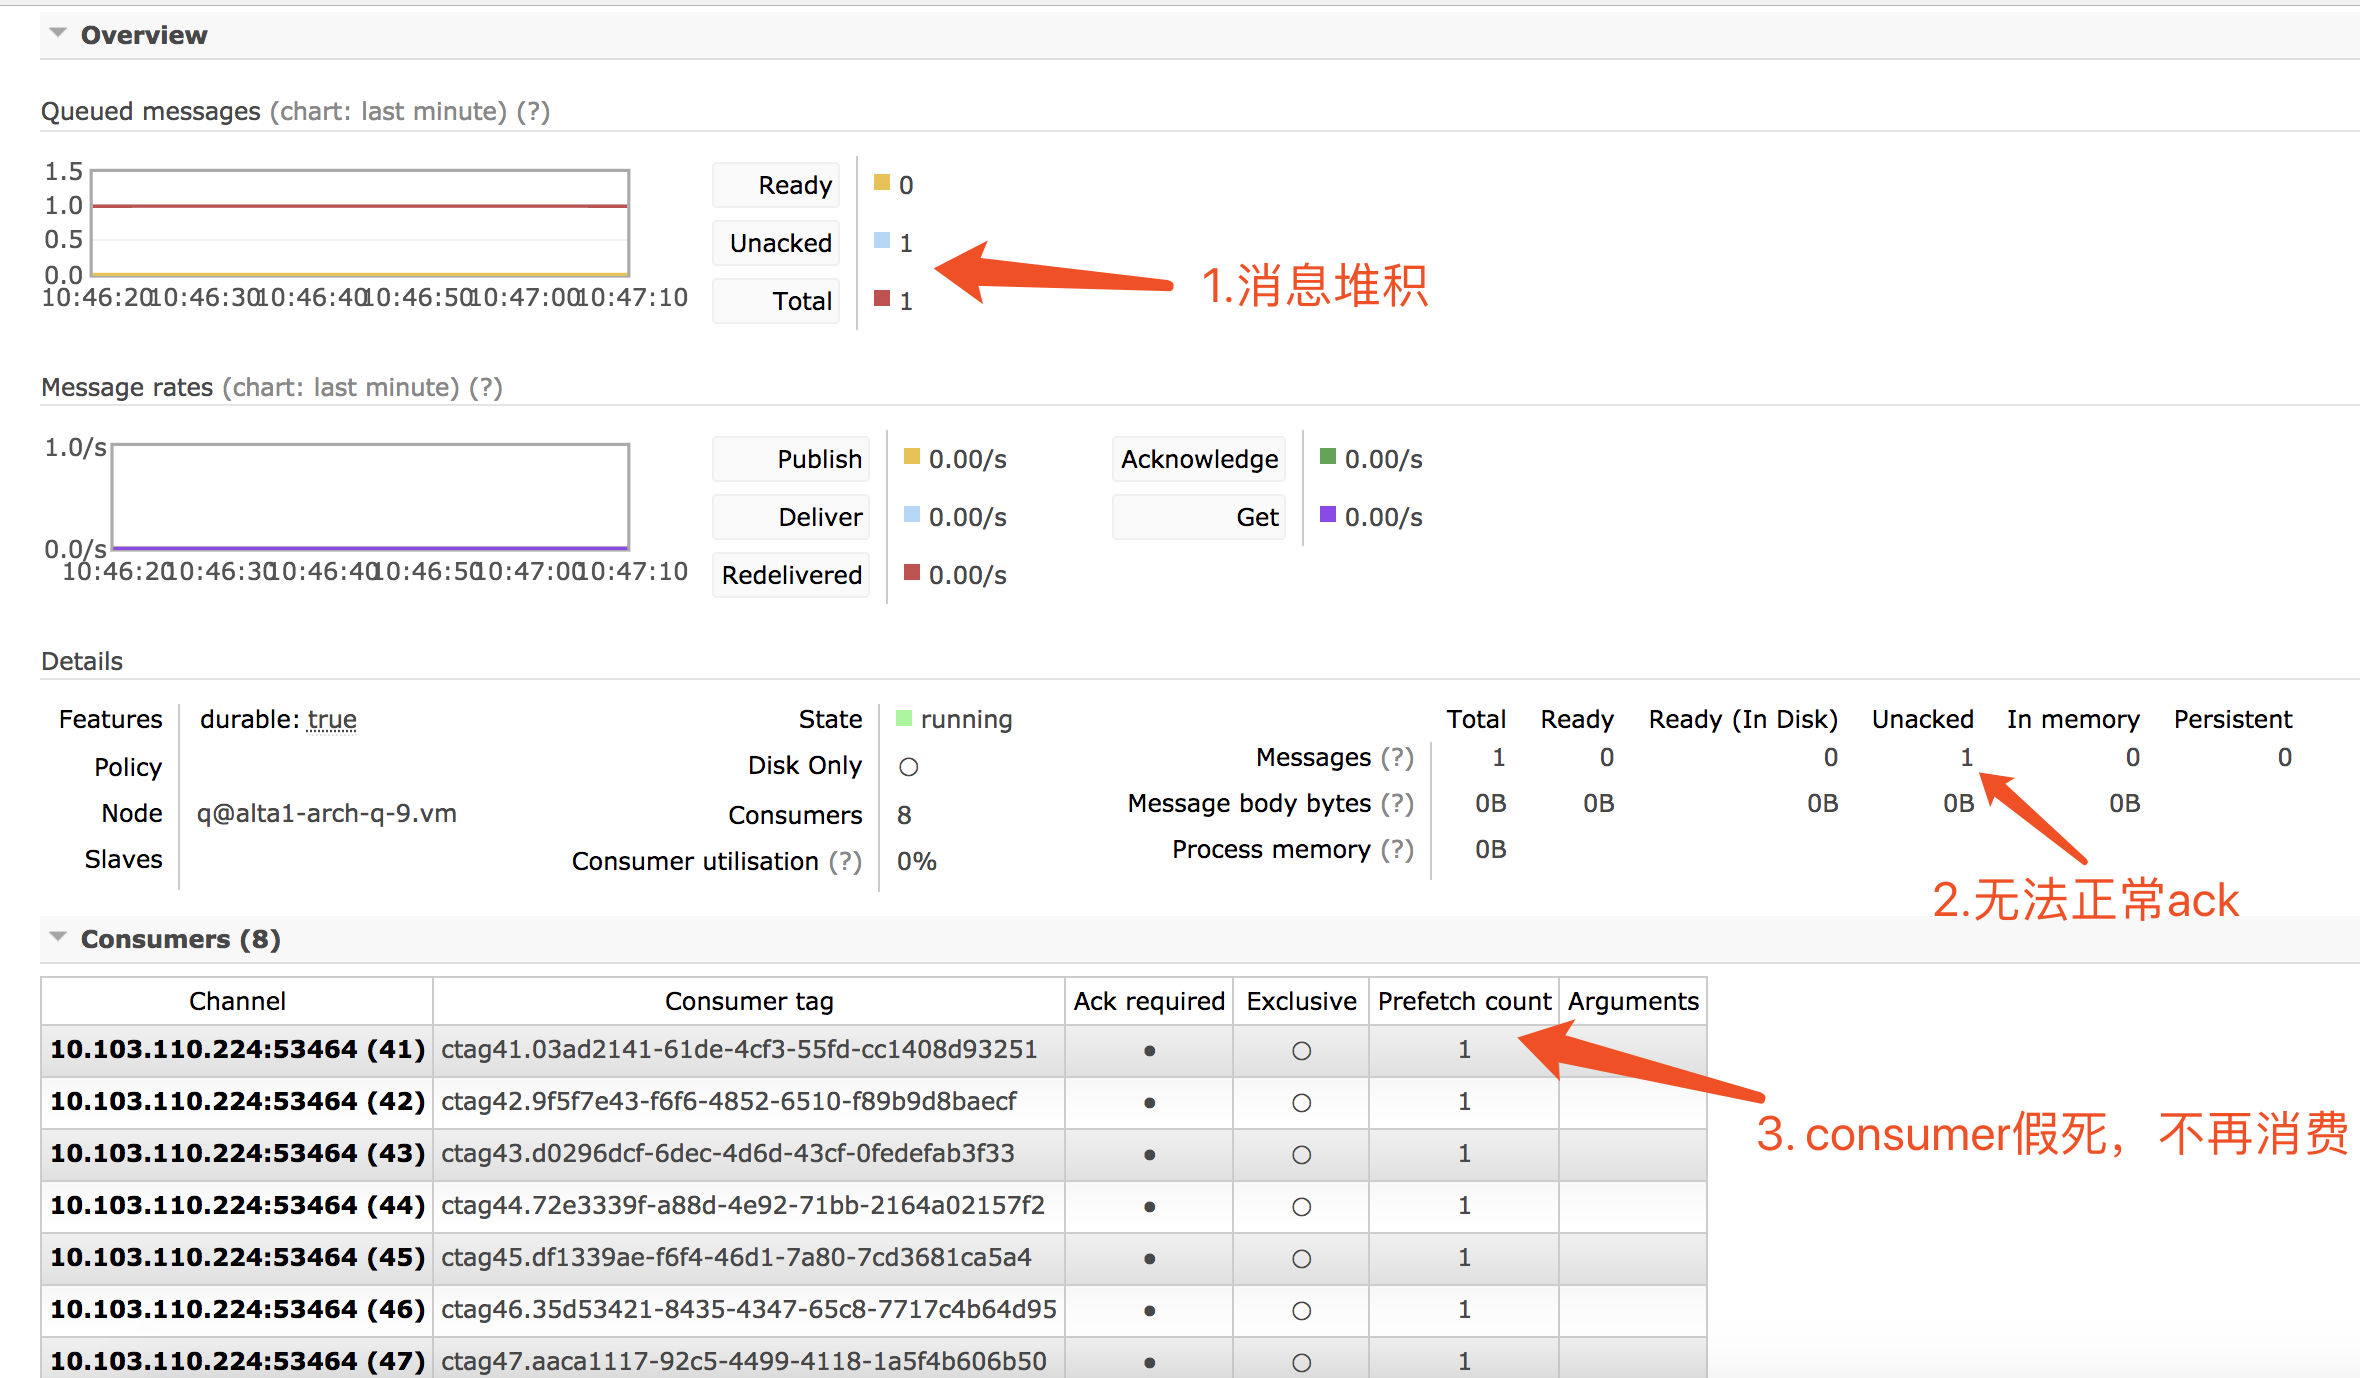 Overview
Queued messages (chart: last minute) (?)
1.5
1.0
0.5
0.0
10:46:20 10:46:30 10:46:40 10:46:50 10:47:00 10:47:10
Ready 0
Unacked 1
Total 1
1.消息堆积
Message rates (chart: last minute) (?)
1.0/s
0.0/s
10:46:20 10:46:30 10:46:40 10:46:50 10:47:00 10:47:10
Publish 0.00/s
Deliver 0.00/s
Redelivered 0.00/s
Acknowledge 0.00/s
Get 0.00/s
Details
Features durable: true
Policy
Node q@alta1-arch-q-9.vm
Slaves
State running
Disk Only
Consumers 8
Consumer utilisation (?) 0%
Total Ready Ready (In Disk) Unacked In memory Persistent
Messages (?) 1 0 0 1 0 0
Message body bytes (?) 0B 0B 0B 0B 0B
Process memory (?) 0B
2.无法正常ack
Consumers (8)
Channel Consumer tag Ack required Exclusive Prefetch count Arguments
10.103.110.224:53464 (41) ctag41.03ad2141-61de-4cf3-55fd-cc1408d93251 ● ○ 1
10.103.110.224:53464 (42) ctag42.9f5f7e43-f6f6-4852-6510-f89b9d8baecf ● ○ 1
10.103.110.224:53464 (43) ctag43.d0296dcf-6dec-4d6d-43cf-0fedefab3f33 ● ○ 1
10.103.110.224:53464 (44) ctag44.72e3339f-a88d-4e92-71bb-2164a02157f2 ● ○ 1
10.103.110.224:53464 (45) ctag45.df1339ae-f6f4-46d1-7a80-7cd3681ca5a4 ● ○ 1
10.103.110.224:53464 (46) ctag46.35d53421-8435-4347-65c8-7717c4b64d95 ● ○ 1
10.103.110.224:53464 (47) ctag47.aaca1117-92c5-4499-4118-1a5f4b606b50 ● ○ 1
3. consumer假死，不再消费